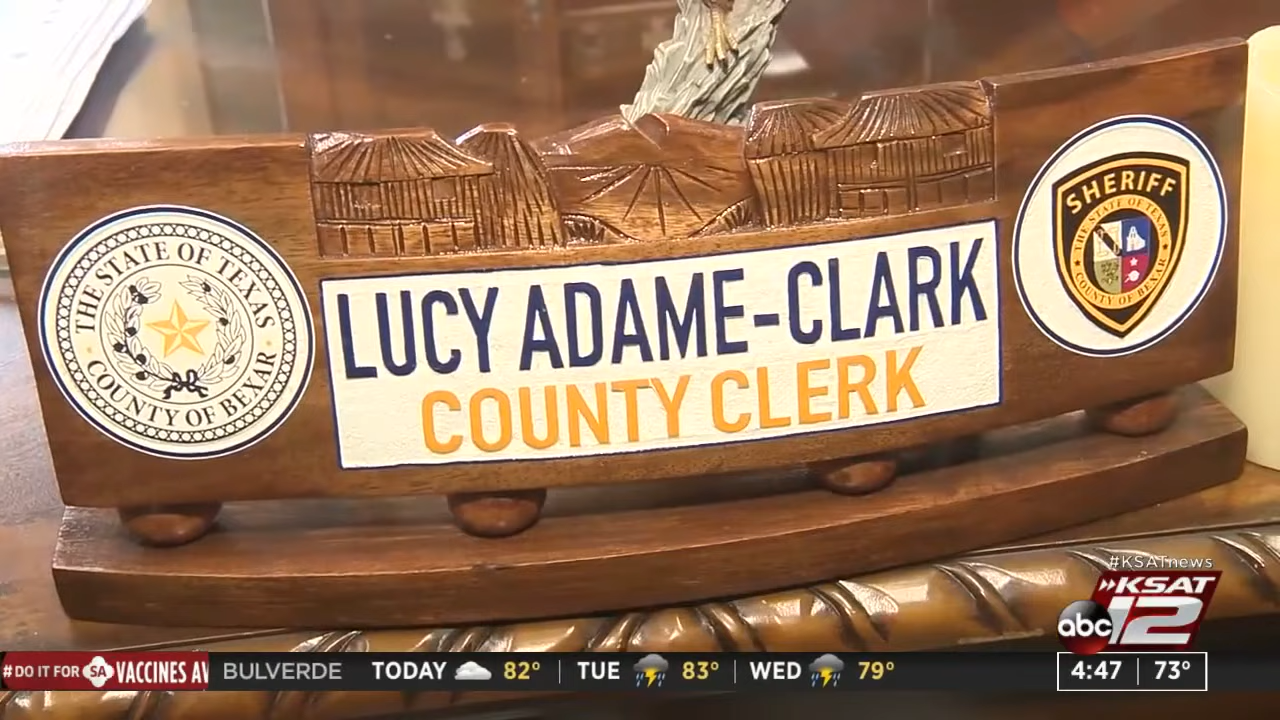 THE STATE OF TEXAS
COUNTY OF BEXAR
LUCY ADAME-CLARK
COUNTY CLERK
SHERIFF
THE STATE OF TEXAS
COUNTY OF BEXAR
#KSATnews
KSAT
abc 12
#DO IT FOR SA VACCINES AV
BULVERDE TODAY 82° TUE 83° WED 79°
4:47 73°